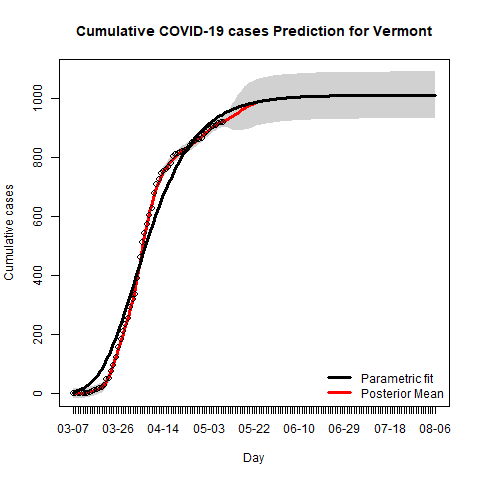 Cumulative COVID-19 cases Prediction for Vermont
Cumulative cases
1000
800
600
400
200
0
Parametric fit
Posterior Mean
03-07 03-26 04-14 05-03 05-22 06-10 06-29 07-18 08-06
Day